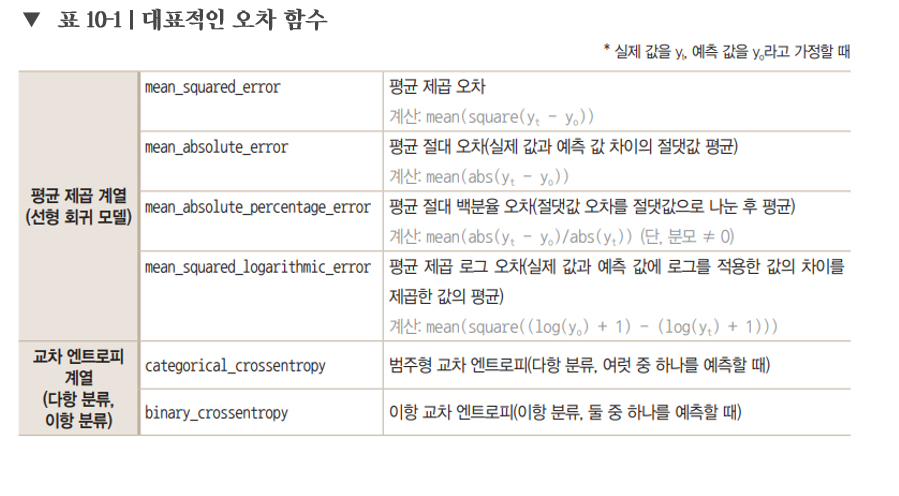 ▼ 표 10-1 | 대표적인 오차 함수
* 실제 값을 yₜ, 예측 값을 yₒ라고 가정할 때
평균 제곱 계열
(선형 회귀 모델)
mean_squared_error
평균 제곱 오차
계산: mean(square(yₜ - yₒ))
mean_absolute_error
평균 절대 오차(실제 값과 예측 값 차이의 절댓값 평균)
계산: mean(abs(yₜ - yₒ))
mean_absolute_percentage_error
평균 절대 백분율 오차(절댓값 오차를 절댓값으로 나눈 후 평균)
계산: mean(abs(yₜ - yₒ)/abs(yₜ)) (단, 분모 ≠ 0)
mean_squared_logarithmic_error
평균 제곱 로그 오차(실제 값과 예측 값에 로그를 적용한 값의 차이를
제곱한 값의 평균)
계산: mean(square((log(yₒ) + 1) - (log(yₜ) + 1)))
교차 엔트로피
계열
(다항 분류,
이항 분류)
categorical_crossentropy
범주형 교차 엔트로피(다항 분류, 여럿 중 하나를 예측할 때)
binary_crossentropy
이항 교차 엔트로피(이항 분류, 둘 중 하나를 예측할 때)